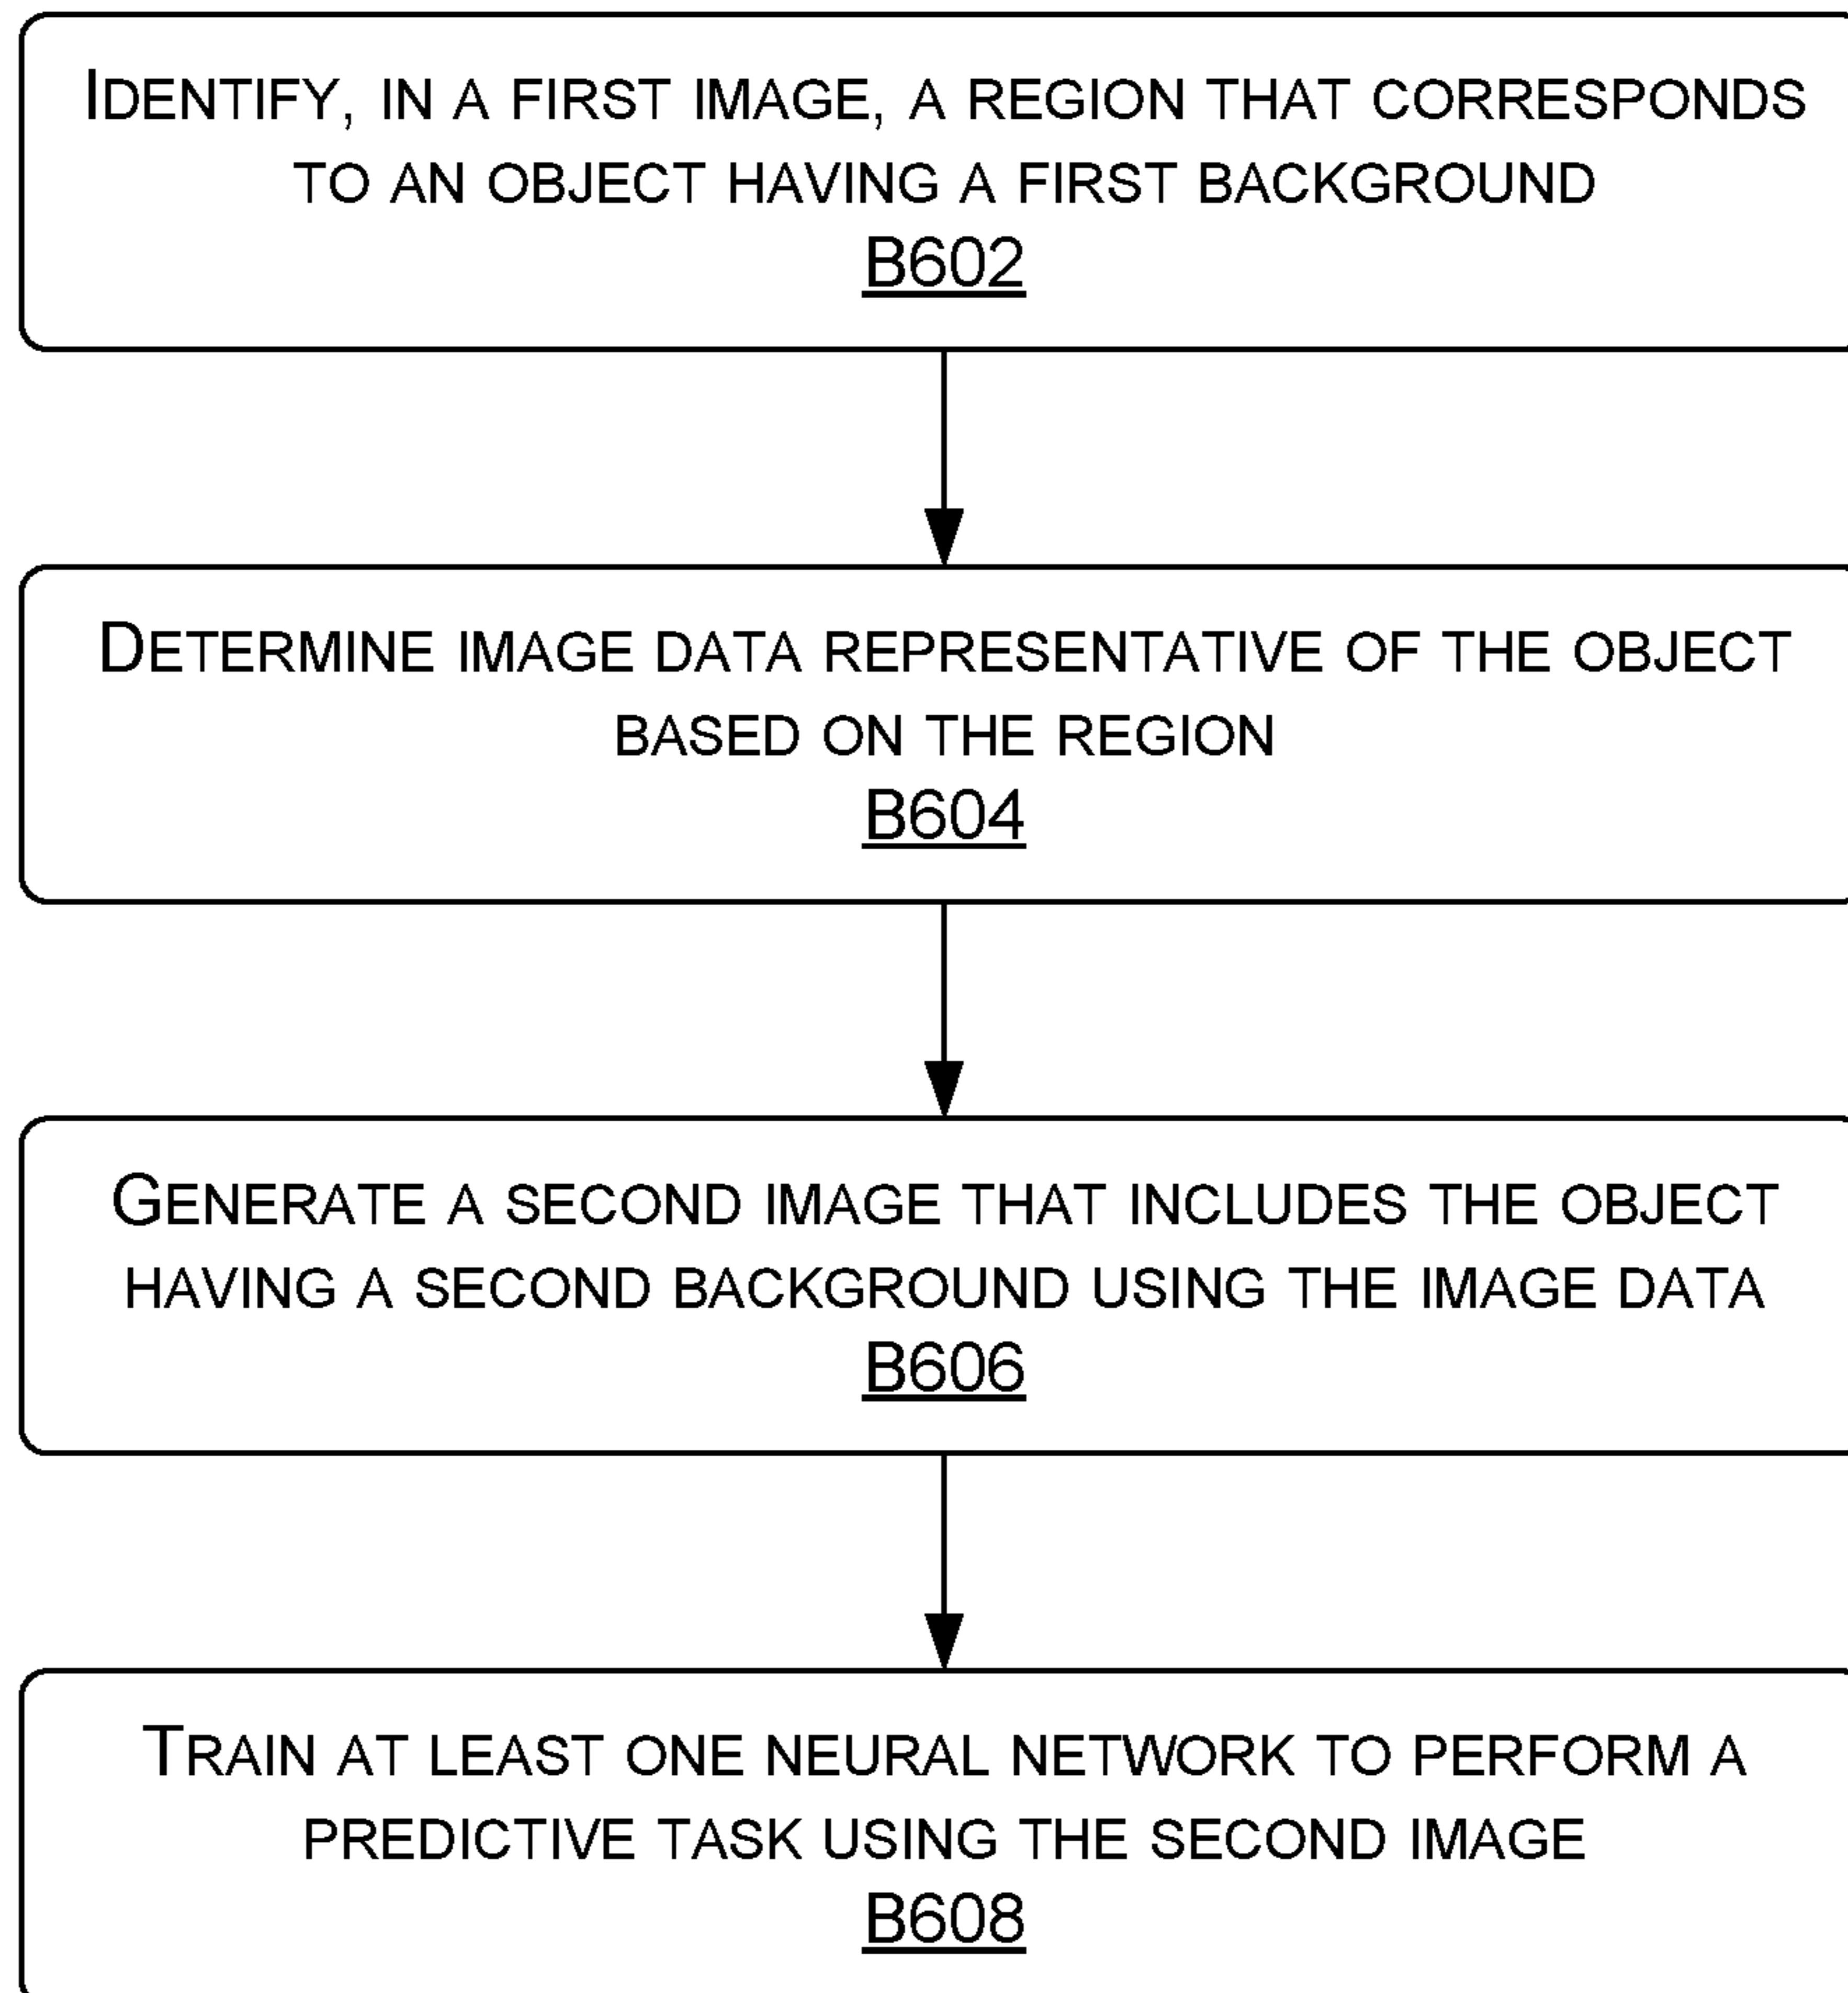 IDENTIFY, IN A FIRST IMAGE, A REGION THAT CORRESPONDS
TO AN OBJECT HAVING A FIRST BACKGROUND
B602
DETERMINE IMAGE DATA REPRESENTATIVE OF THE OBJECT
BASED ON THE REGION
B604
GENERATE A SECOND IMAGE THAT INCLUDES THE OBJECT
HAVING A SECOND BACKGROUND USING THE IMAGE DATA
B606
TRAIN AT LEAST ONE NEURAL NETWORK TO PERFORM A
PREDICTIVE TASK USING THE SECOND IMAGE
B608